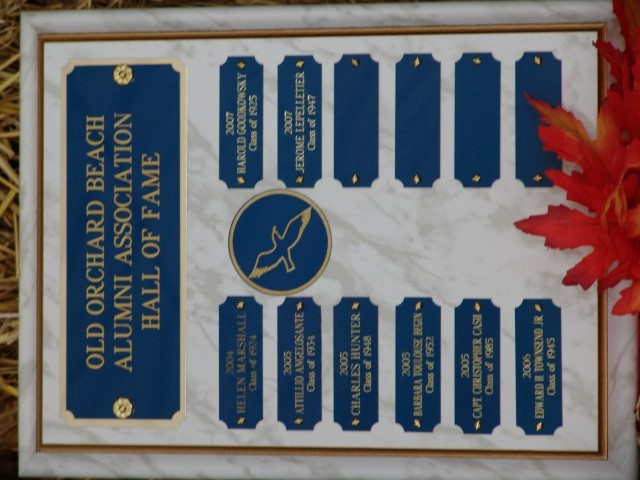 OLD ORCHARD BEACH
ALUMNI ASSOCIATION
HALL OF FAME
2004
HELEN MARSHALL
Class of 1924
2005
ATTILLIO ANGELOSANTE
Class of 1934
2005
CHARLES HUNTER
Class of 1948
2005
BARBARA TOULOUSE BEGIN
Class of 1952
2005
CAPT CHRISTOPHER CASH
Class of 1985
2006
EDWARD H TOWNSEND JR
Class of 1945
2007
HAROLD GOODKOWSKY
Class of 1925
2007
JEROME LEPELLETIER
Class of 1947